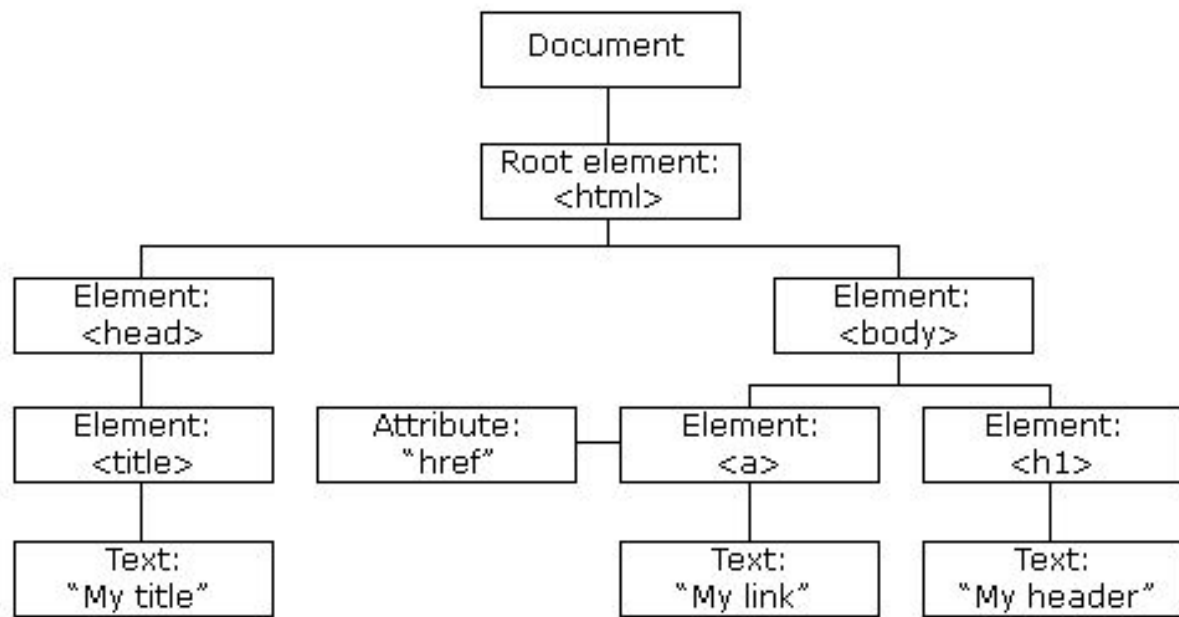 Document
Root element:
<html>
Element:
<head>
Element:
<body>
Element:
<title>
Attribute:
“href”
Element:
<a>
Element:
<h1>
Text:
“My title”
Text:
“My link”
Text:
“My header”